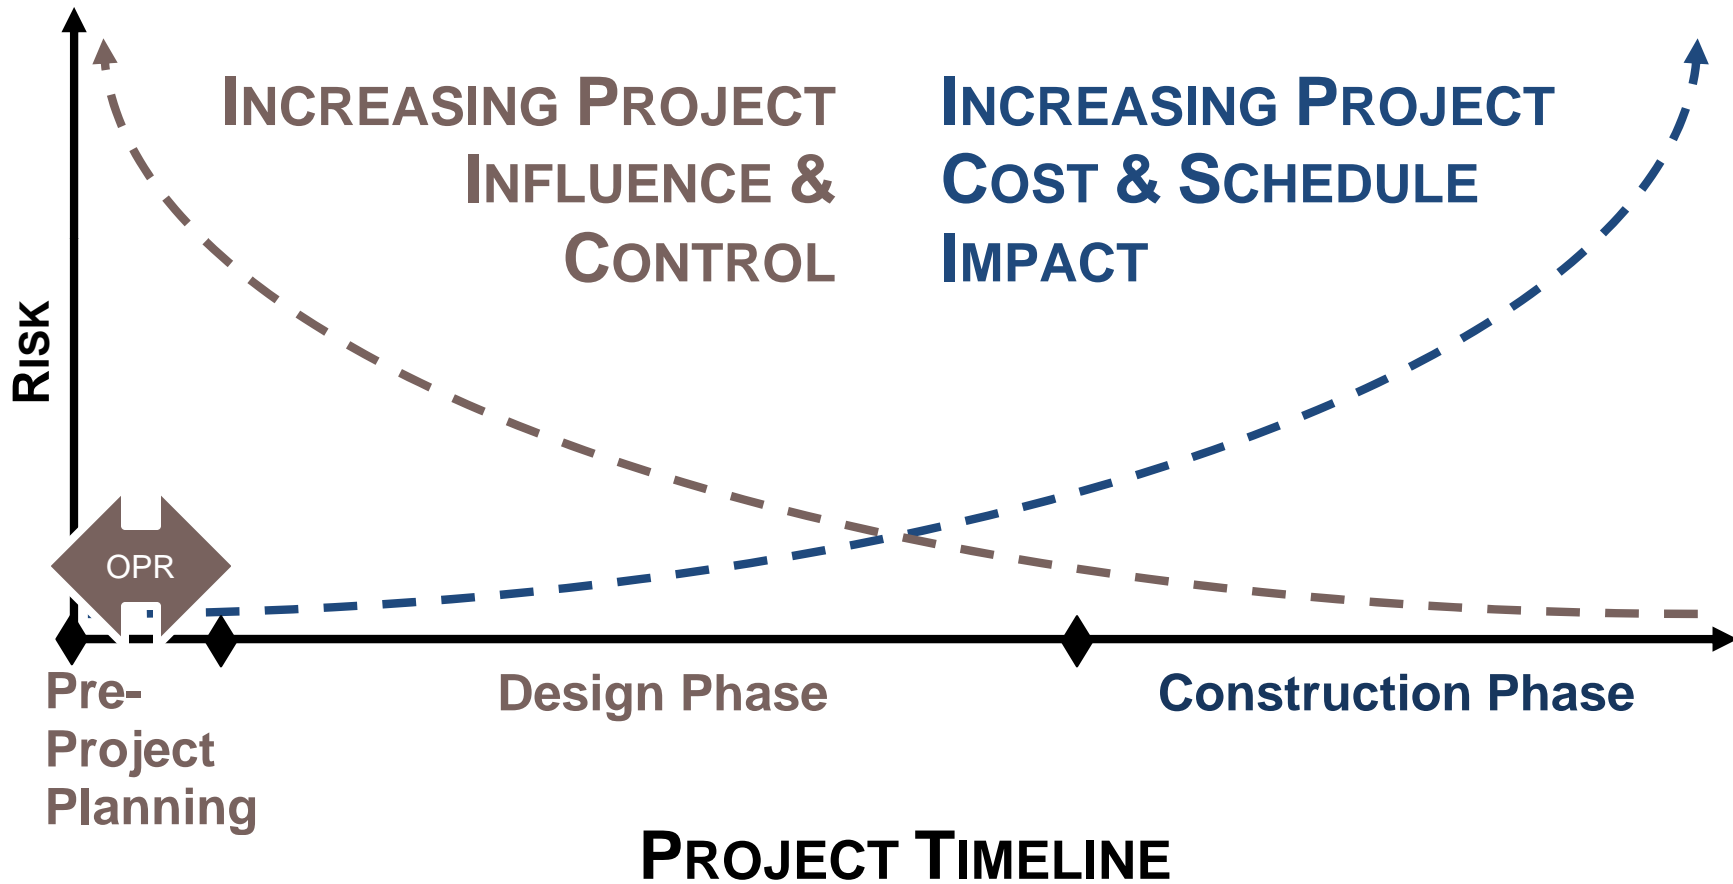 INCREASING PROJECT
INFLUENCE &
CONTROL
INCREASING PROJECT
COST & SCHEDULE
IMPACT
RISK
OPR
Pre-
Project
Planning
Design Phase
Construction Phase
PROJECT TIMELINE